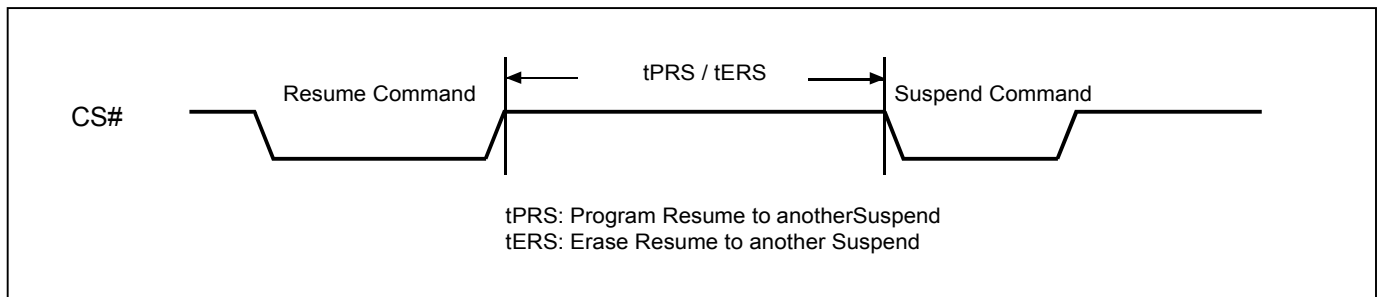 tPRS / tERS
Resume Command
Suspend Command
CS#
tPRS: Program Resume to anotherSuspend
tERS: Erase Resume to another Suspend